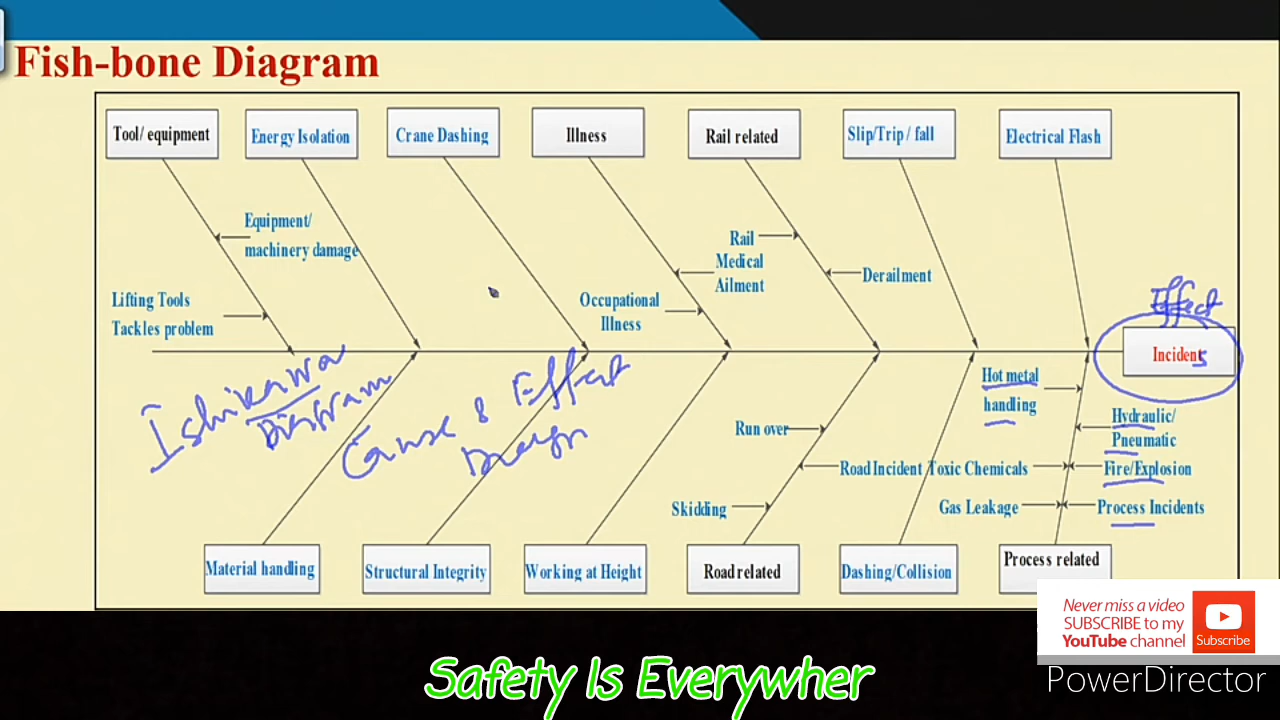 Fish-bone Diagram
Tool/ equipment
Energy Isolation
Crane Dashing
Illness
Rail related
Slip/Trip / fall
Electrical Flash
Equipment/
machinery damage
Lifting Tools
Tackles problem
Occupational
Illness
Medical
Ailment
Rail
Derailment
Effect
Incidents
Ishikawa
Diagram
Cause & Effect
Hot metal
handling
Hydraulic/
Pneumatic
Run over
Road Incident
Toxic Chemicals
Fire/Explosion
Skidding
Gas Leakage
Process Incidents
Material handling
Structural Integrity
Working at Height
Road related
Dashing/Collision
Process related
Never miss a video
SUBSCRIBE to my
YouTube channel
Subscribe
Safety Is Everywher
PowerDirector